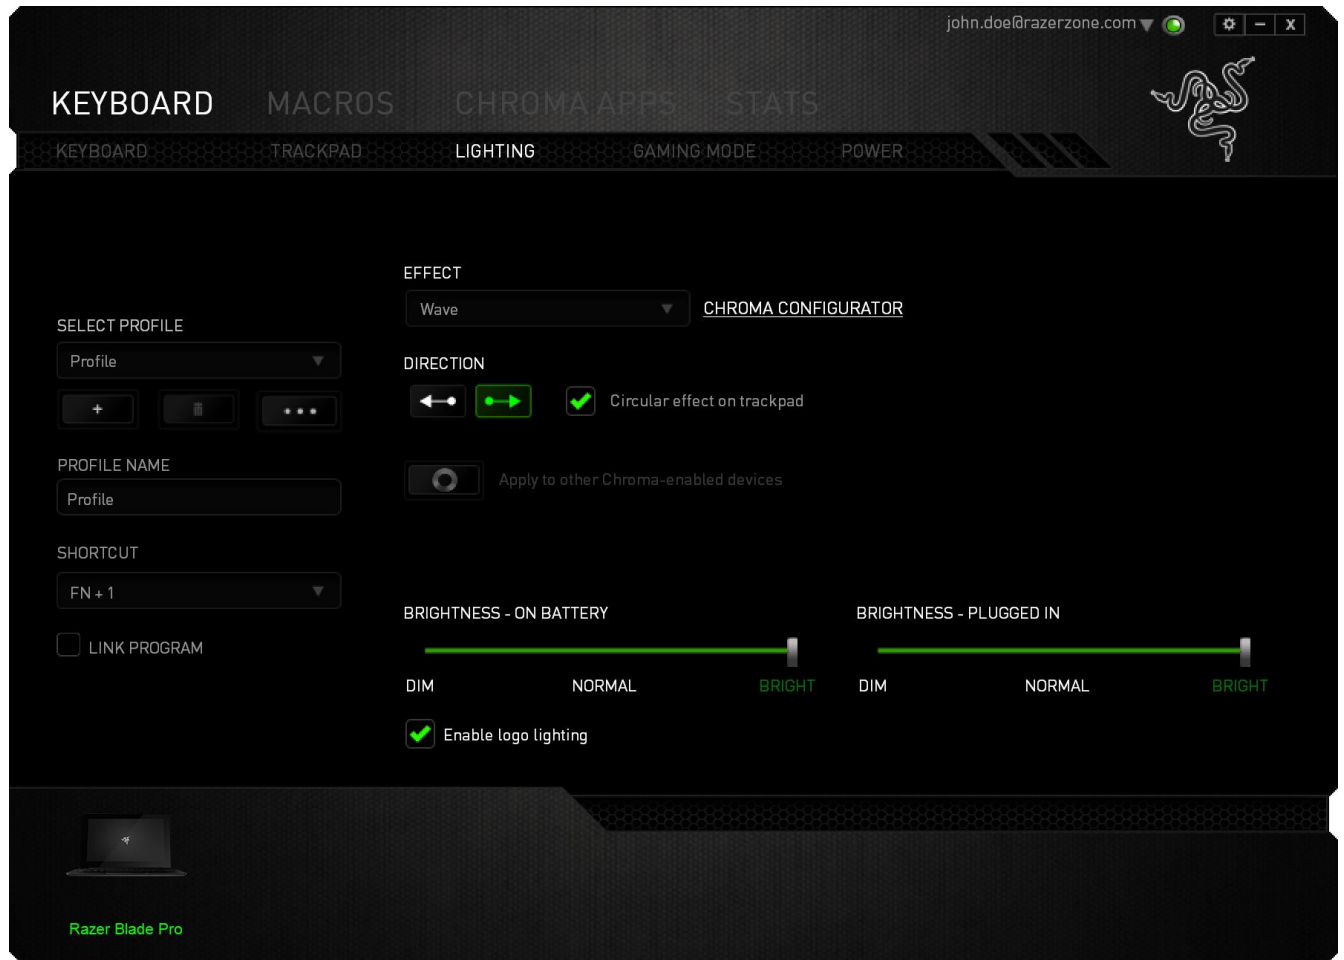 john.doe@razerzone.com
X
KEYBOARD MACROS CHROMA APPS STATS
KEYBOARD TRACKPAD LIGHTING GAMING MODE POWER
EFFECT
Wave CHROMA CONFIGURATOR
SELECT PROFILE
Profile
DIRECTION
Circular effect on trackpad
PROFILE NAME
Profile
Apply to other Chroma-enabled devices
SHORTCUT
FN + 1
LINK PROGRAM
BRIGHTNESS - ON BATTERY BRIGHTNESS - PLUGGED IN
DIM NORMAL BRIGHT DIM NORMAL BRIGHT
Enable logo lighting
Razer Blade Pro